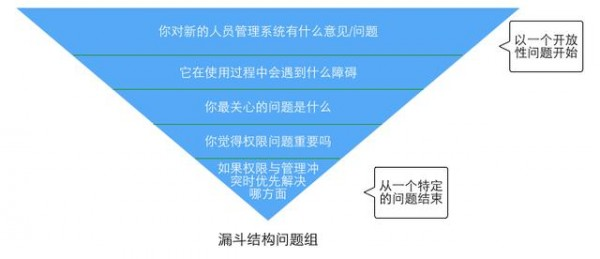 你对新的人员管理系统有什么意见/问题
以一个开放
性问题开始
它在使用过程中会遇到什么障碍
你最关心的问题是什么
你觉得权限问题重要吗
如果权限与管理冲
突时优先解决
哪方面
从一个特定
的问题结束
漏斗结构问题组